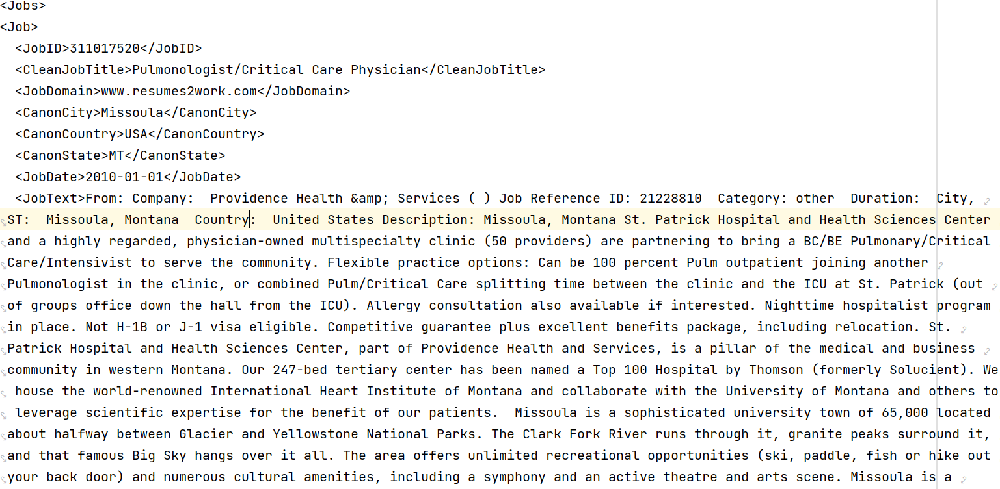 <Jobs>
<Job>
  <JobID>311017520</JobID>
  <CleanJobTitle>Pulmonologist/Critical Care Physician</CleanJobTitle>
  <JobDomain>www.resumes2work.com</JobDomain>
  <CanonCity>Missoula</CanonCity>
  <CanonCountry>USA</CanonCountry>
  <CanonState>MT</CanonState>
  <JobDate>2010-01-01</JobDate>
  <JobText>From: Company:  Providence Health &amp; Services ( ) Job Reference ID: 21228810  Category: other  Duration:  City,
ST:  Missoula, Montana  Country:  United States Description: Missoula, Montana St. Patrick Hospital and Health Sciences Center
and a highly regarded, physician-owned multispecialty clinic (50 providers) are partnering to bring a BC/BE Pulmonary/Critical
Care/Intensivist to serve the community. Flexible practice options: Can be 100 percent Pulm outpatient joining another
Pulmonologist in the clinic, or combined Pulm/Critical Care splitting time between the clinic and the ICU at St. Patrick (out
of groups office down the hall from the ICU). Allergy consultation also available if interested. Nighttime hospitalist program
in place. Not H-1B or J-1 visa eligible. Competitive guarantee plus excellent benefits package, including relocation. St.
Patrick Hospital and Health Sciences Center, part of Providence Health and Services, is a pillar of the medical and business
community in western Montana. Our 247-bed tertiary center has been named a Top 100 Hospital by Thomson (formerly Solucient). We
 house the world-renowned International Heart Institute of Montana and collaborate with the University of Montana and others to
 leverage scientific expertise for the benefit of our patients.  Missoula is a sophisticated university town of 65,000 located
about halfway between Glacier and Yellowstone National Parks. The Clark Fork River runs through it, granite peaks surround it,
and that famous Big Sky hangs over it all. The area offers unlimited recreational opportunities (ski, paddle, fish or hike out
your back door) and numerous cultural amenities, including a symphony and an active theatre and arts scene. Missoula is a